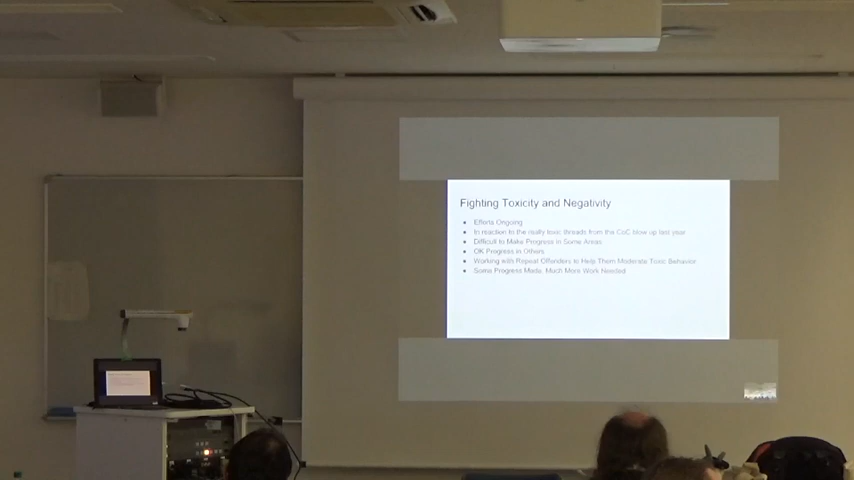 Fighting Toxicity and Negativity
Efforts Ongoing
In reaction to the really toxic threads from the CoC blow up last year
Difficult to Make Progress in Some Areas
OK Progress in Others
Working with Repeat Offenders to Help Them Moderate Toxic Behavior
Some Progress Made, Much More Work Needed